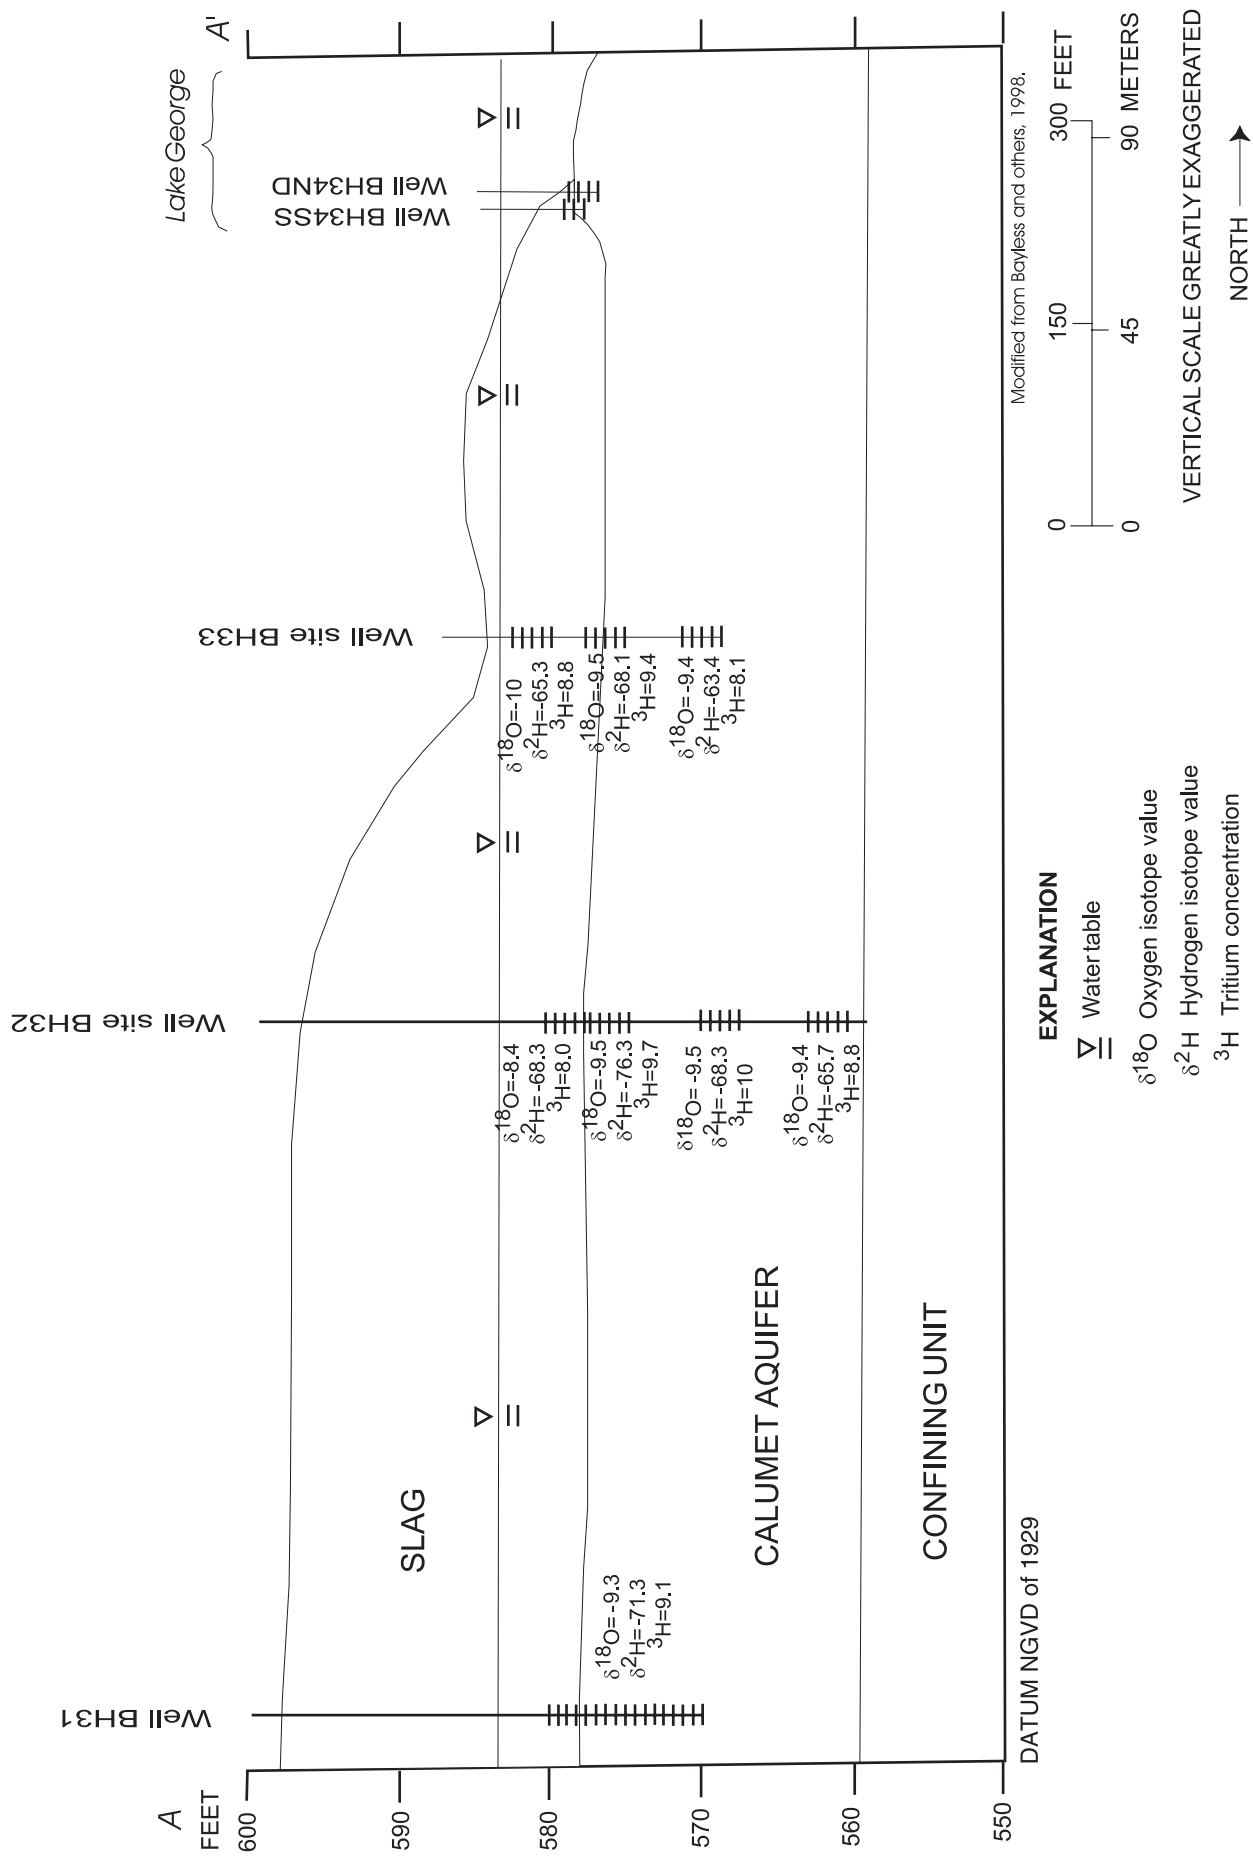 A
A'
FEET
600
590
580
570
560
550
Well BH31
Well site BH32
Well site BH33
Well BH34SS
Well BH34ND
Lake George
SLAG
CALUMET AQUIFER
CONFINING UNIT
δ18O=-9.3
δ2H=-71.3
3H=9.1
δ18O=-8.4
δ2H=-68.3
3H=8.0
δ18O=-9.5
δ2H=-76.3
3H=9.7
δ18O=-9.5
δ2H=-68.3
3H=10
δ18O=-9.4
δ2H=-65.7
3H=8.8
δ18O=-10
δ2H=-65.3
3H=8.8
δ18O=-9.5
δ2H=-68.1
3H=9.4
δ18O=-9.4
δ2H=-63.4
3H=8.1
DATUM NGVD of 1929
Modified from Bayless and others, 1998.
EXPLANATION
Water table
δ18O Oxygen isotope value
δ2H Hydrogen isotope value
3H Tritium concentration
0 150 300 FEET
0 45 90 METERS
VERTICAL SCALE GREATLY EXAGGERATED
NORTH